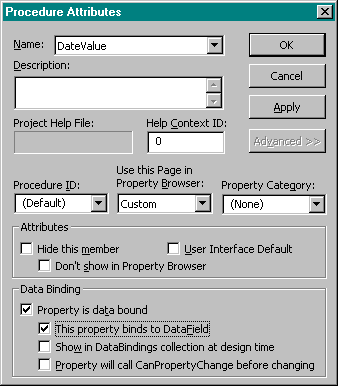 Procedure Attributes
Name:
DateValue
OK
Description:
Cancel
Apply
Project Help File:
Help Context ID:
0
Advanced >>
Procedure ID:
Use this Page in
Property Browser:
Property Category:
(Default)
Custom
(None)
Attributes
Hide this member
User Interface Default
Don't show in Property Browser
Data Binding
Property is data bound
This property binds to DataField
Show in DataBindings collection at design time
Property will call CanPropertyChange before changing